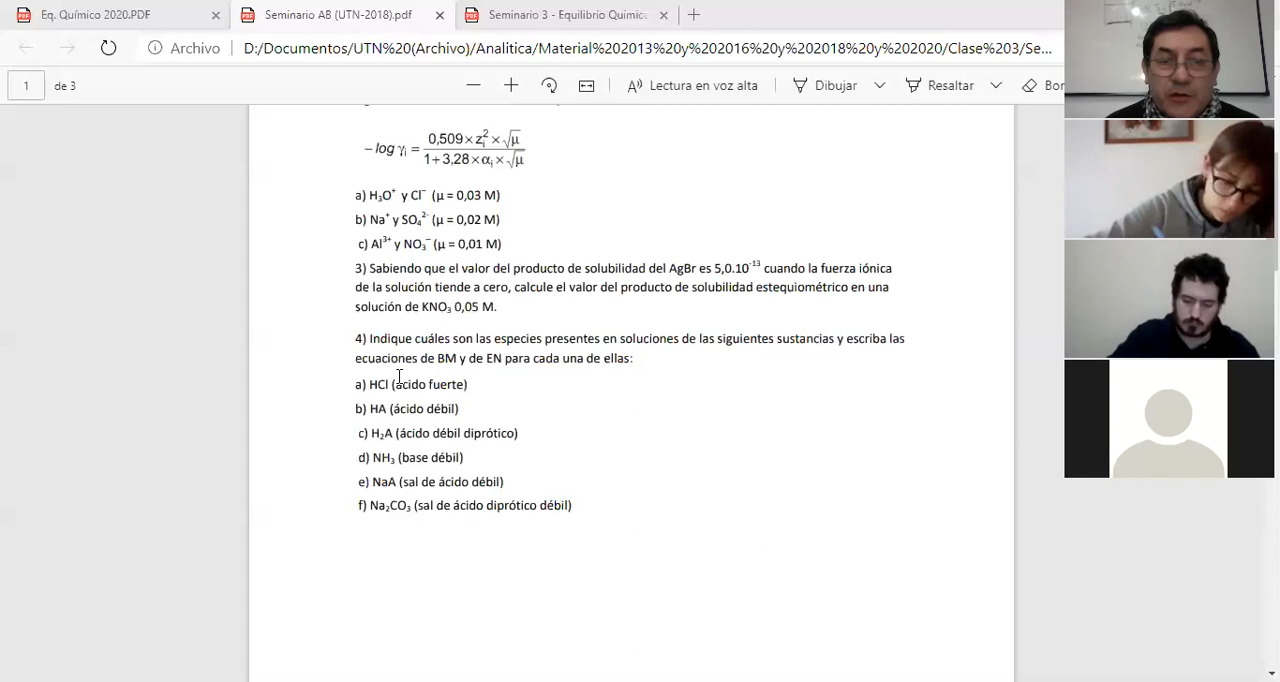 Eq. Químico 2020.PDF
Seminario AB (UTN-2018).pdf
Seminario 3 - Equilibrio Quimico
Archivo
D:/Documentos/UTN%20(Archivo)/Analitica/Material%202013%20y%202016%20y%202018%20y%202020/Clase%203/Se...
1 de 3
Lectura en voz alta
Dibujar
Resaltar
Bor
− log γi = 0,509 × zi² × √μ / 1 + 3,28 × αi × √μ
a) H₃O⁺ y Cl⁻ (μ = 0,03 M)
b) Na⁺ y SO₄²⁻ (μ = 0,02 M)
c) Al³⁺ y NO₃⁻ (μ = 0,01 M)
3) Sabiendo que el valor del producto de solubilidad del AgBr es 5,0.10⁻¹³ cuando la fuerza iónica
de la solución tiende a cero, calcule el valor del producto de solubilidad estequiométrico en una
solución de KNO₃ 0,05 M.
4) Indique cuáles son las especies presentes en soluciones de las siguientes sustancias y escriba las
ecuaciones de BM y de EN para cada una de ellas:
a) HCl (ácido fuerte)
b) HA (ácido débil)
c) H₂A (ácido débil diprótico)
d) NH₃ (base débil)
e) NaA (sal de ácido débil)
f) Na₂CO₃ (sal de ácido diprótico débil)